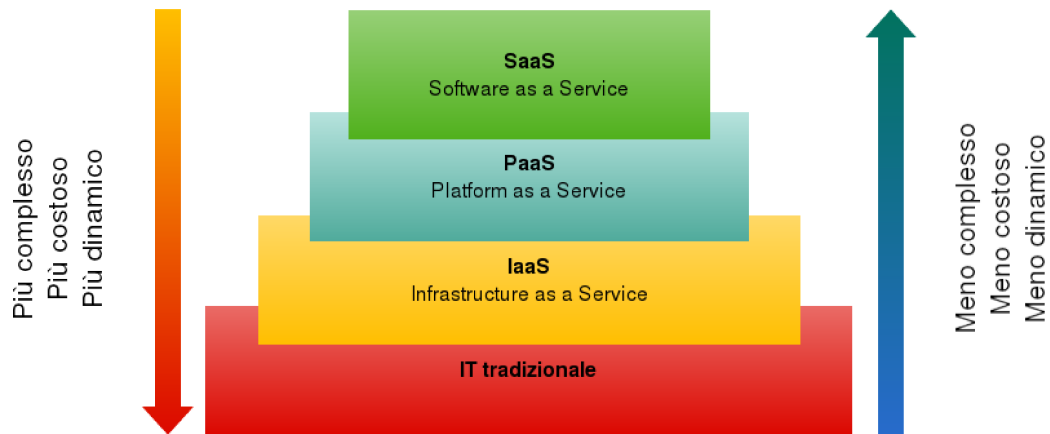 SaaS
Software as a Service
PaaS
Platform as a Service
IaaS
Infrastructure as a Service
IT tradizionale
Più complesso
Più costoso
Più dinamico
Meno complesso
Meno costoso
Meno dinamico